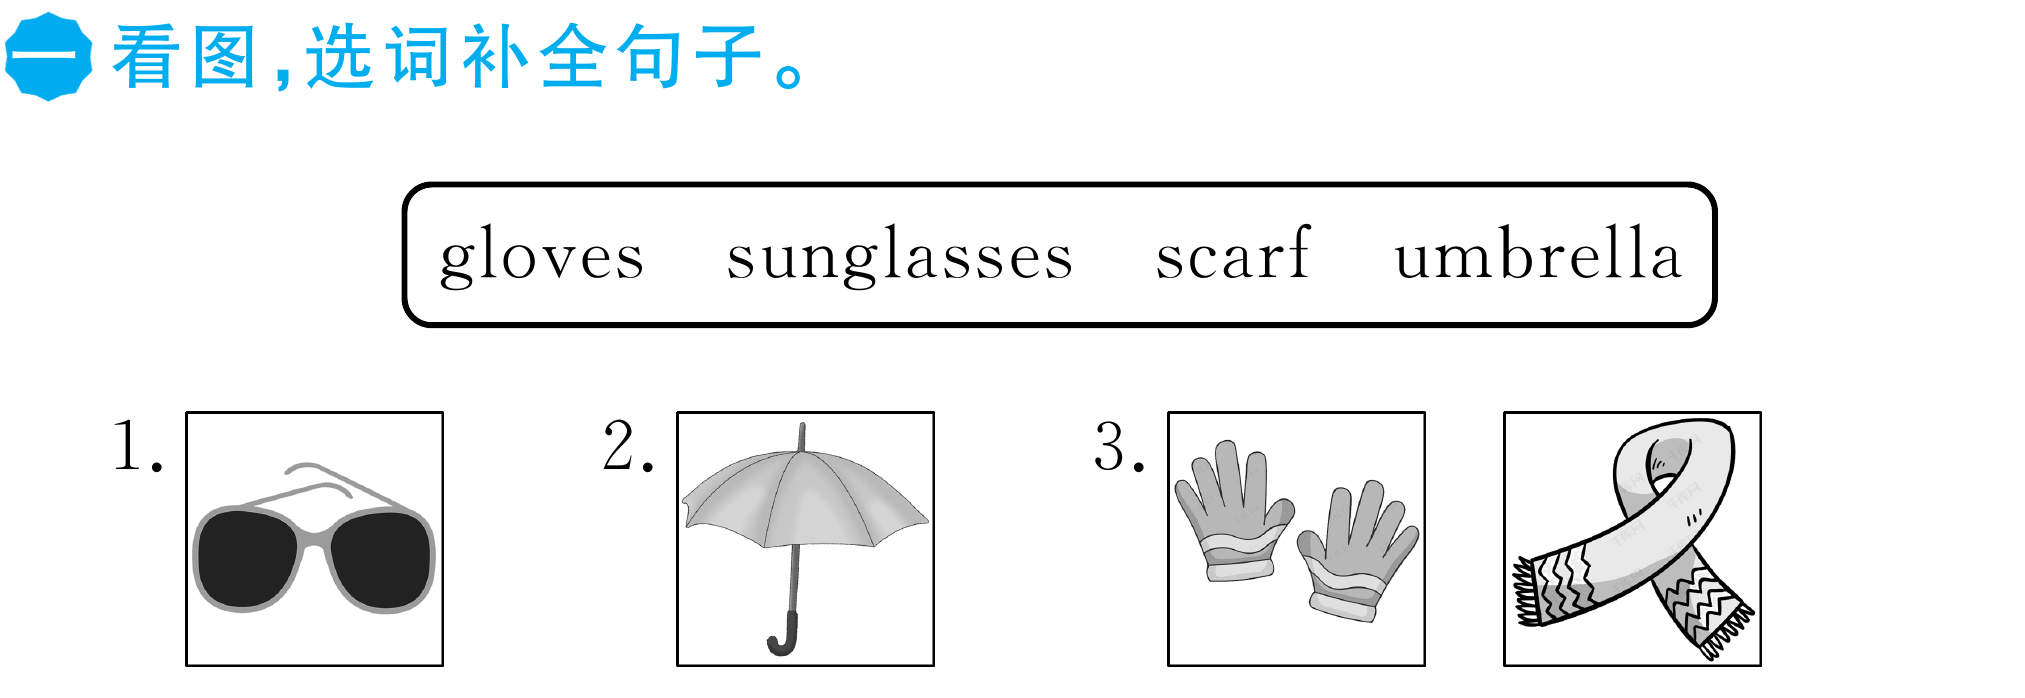 一 看图,选词补全句子。
gloves sunglasses scarf umbrella
1. 2. 3.